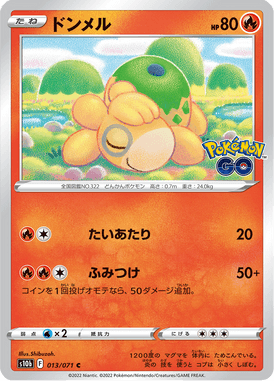 たね ドンメル HP80
Pokémon GO
全国図鑑NO.322 どんかんポケモン 高さ:0.7m 重さ:24.0kg
たいあたり 20
ふみつけ 50+
コインを1回投げオモテなら、50ダメージ追加。
弱点 ×2 抵抗力 にげる
Illus. Shibuzoh.
s10b F 013/071 C
1200度の マグマを 体に
ためこんでいる。
©2022 Pokémon/Nintendo/Creatures/GAME FREAK.